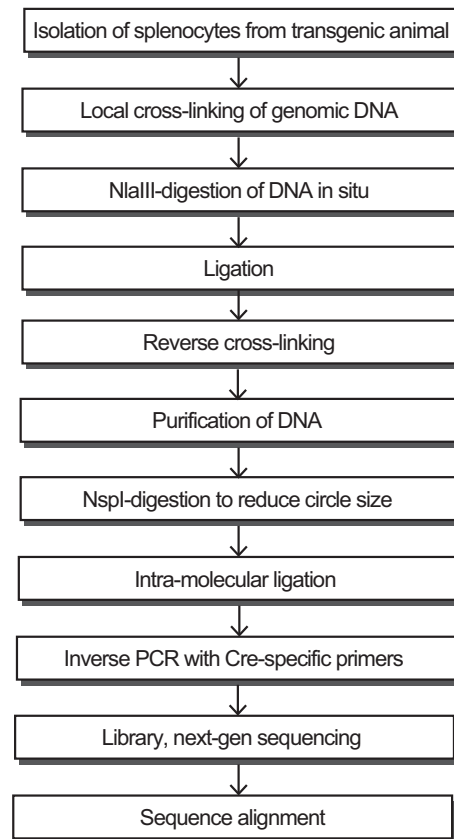 Isolation of splenocytes from transgenic animal
Local cross-linking of genomic DNA
NlaIII-digestion of DNA in situ
Ligation
Reverse cross-linking
Purification of DNA
NspI-digestion to reduce circle size
Intra-molecular ligation
Inverse PCR with Cre-specific primers
Library, next-gen sequencing
Sequence alignment